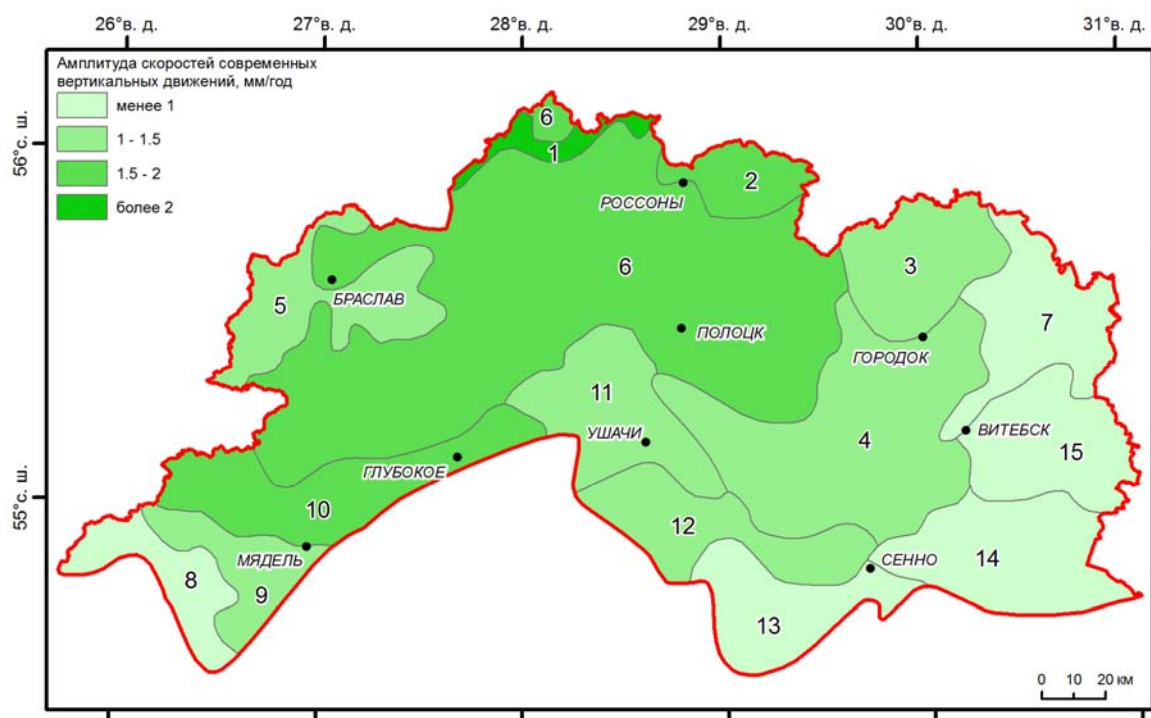 26°в. д. 27°в. д. 28°в. д. 29°в. д. 30°в. д. 31°в. д.
Амплитуда скоростей современных
вертикальных движений, мм/год
менее 1
1 - 1.5
1.5 - 2
более 2
56°с. ш.
55°с. ш.
6
1
2
РОССОНЫ
3
6
5
БРАСЛАВ
7
ПОЛОЦК
ГОРОДОК
11
УШАЧИ
4
ВИТЕБСК
15
ГЛУБОКОЕ
10
12
МЯДЕЛЬ
СЕННО
14
8
9
13
0 10 20 км